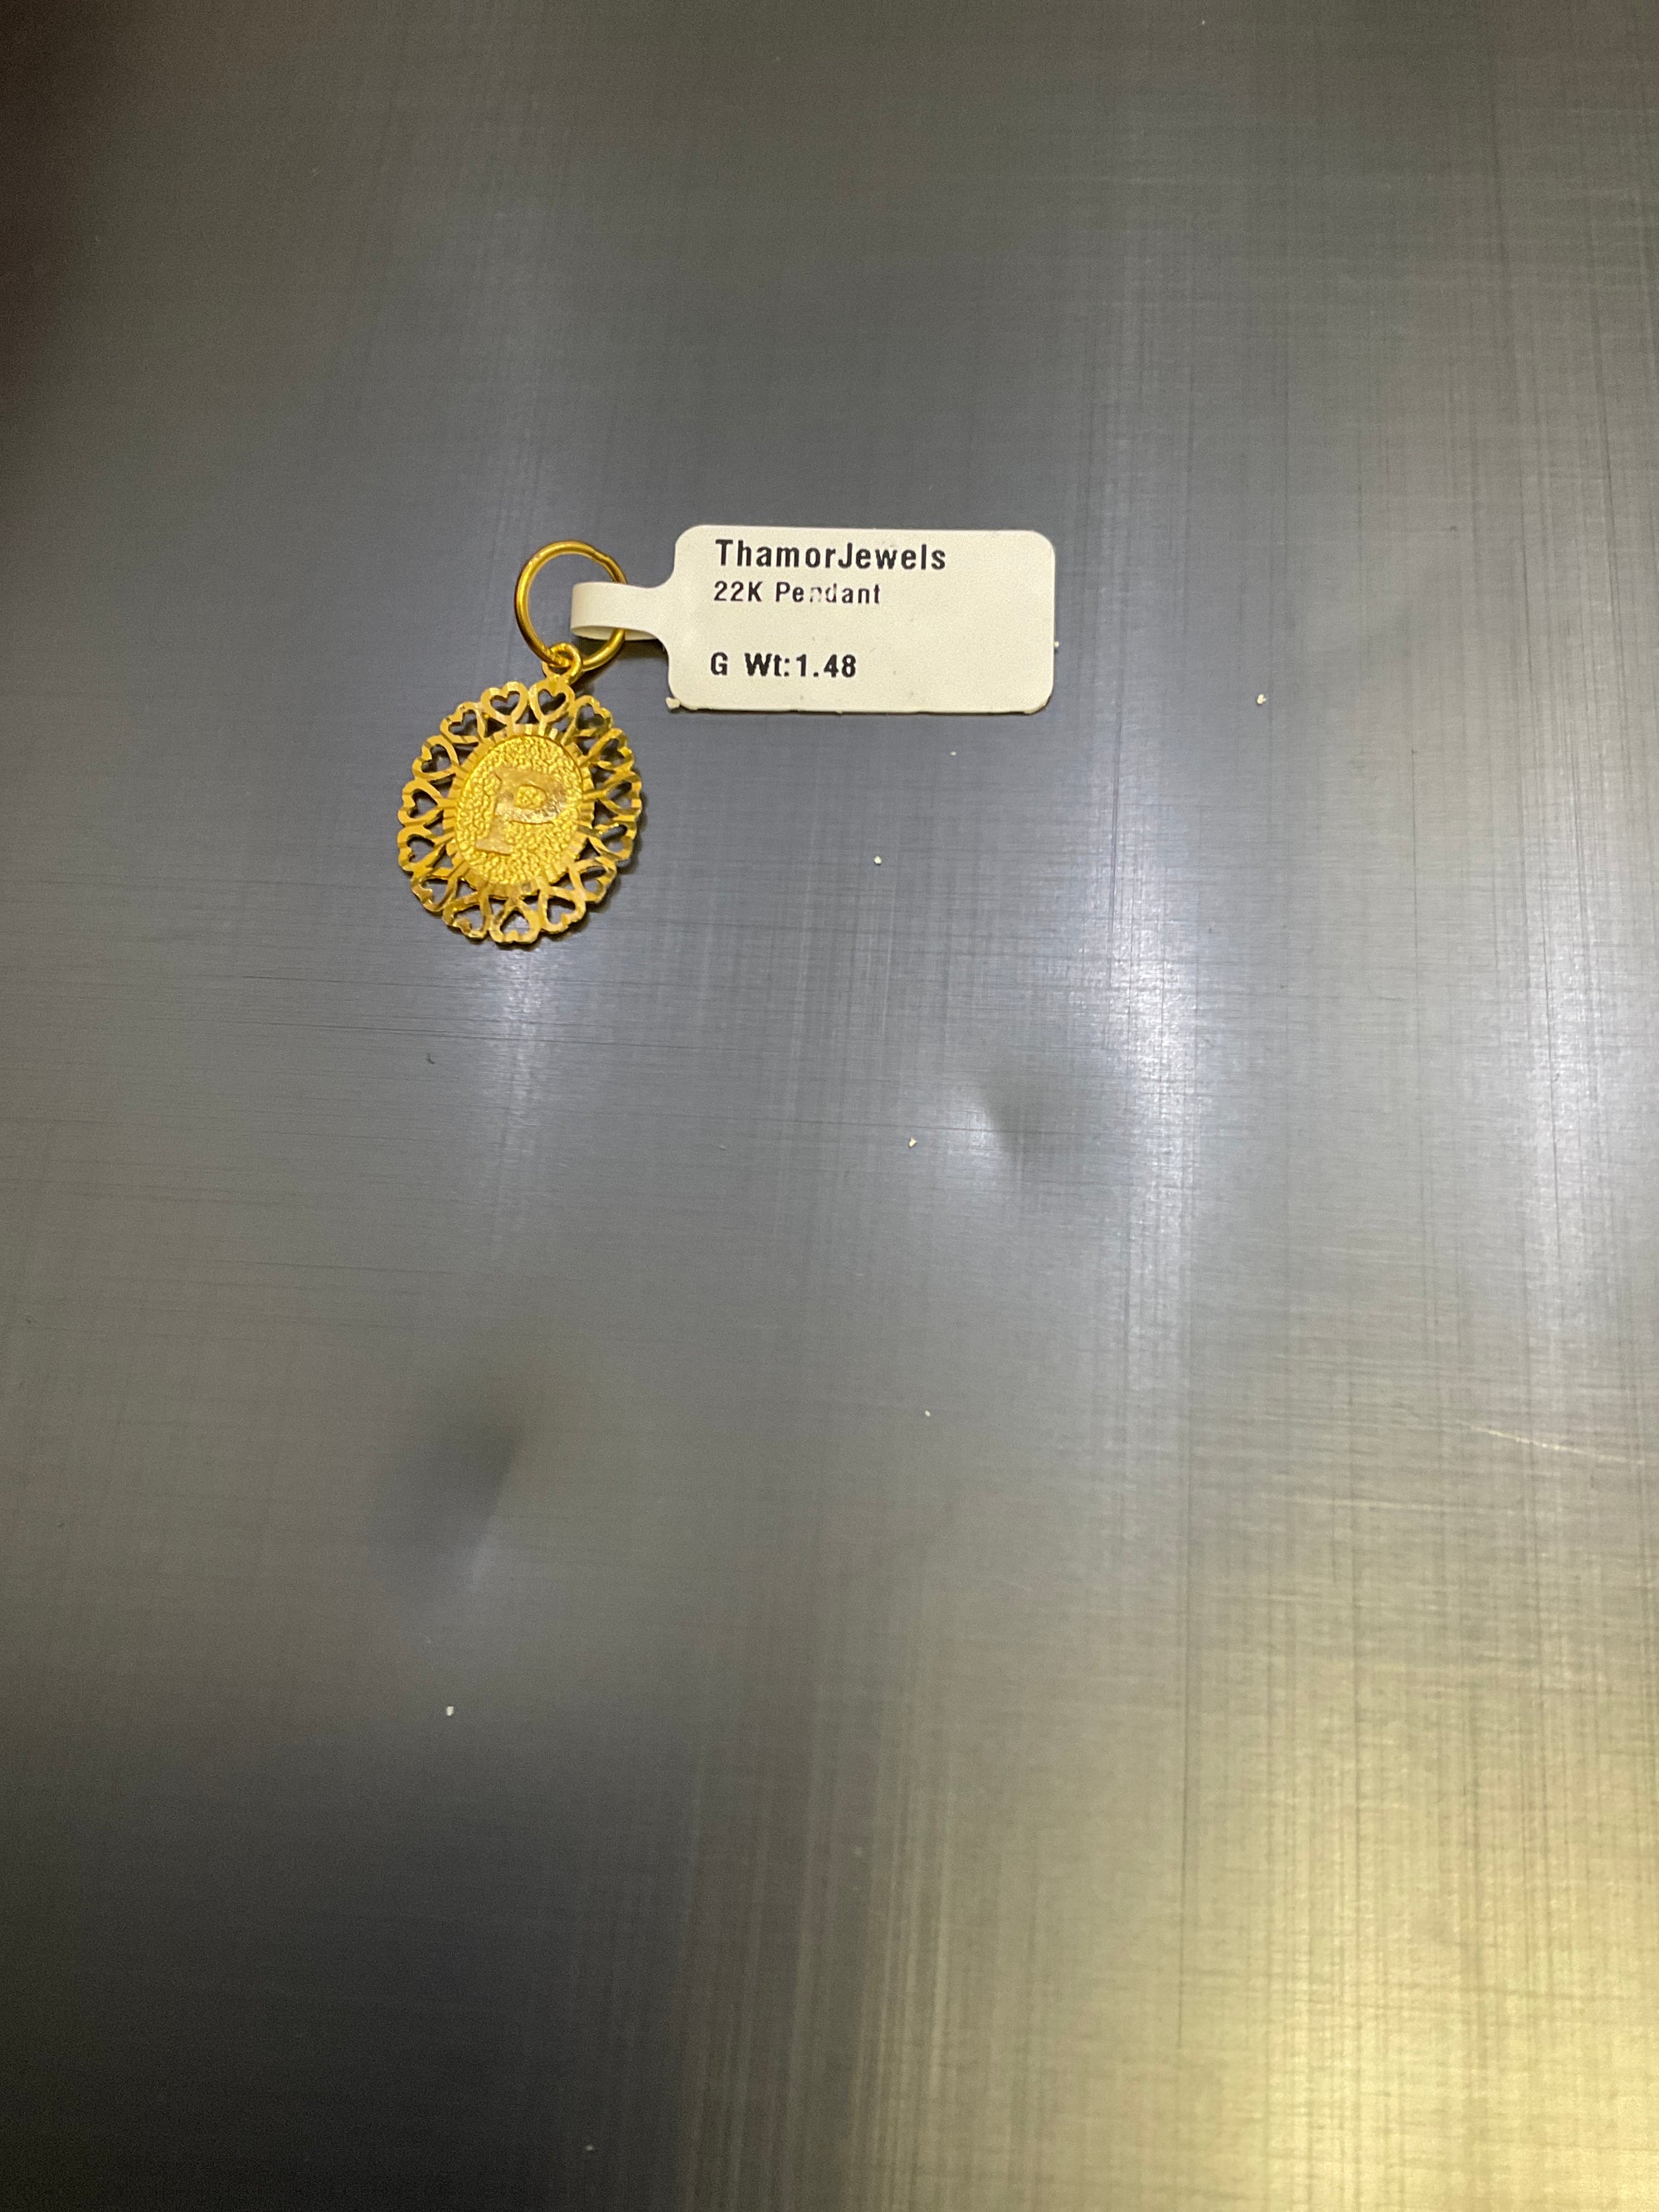 ThamorJewels
22K Pendant
G Wt:1.48
P